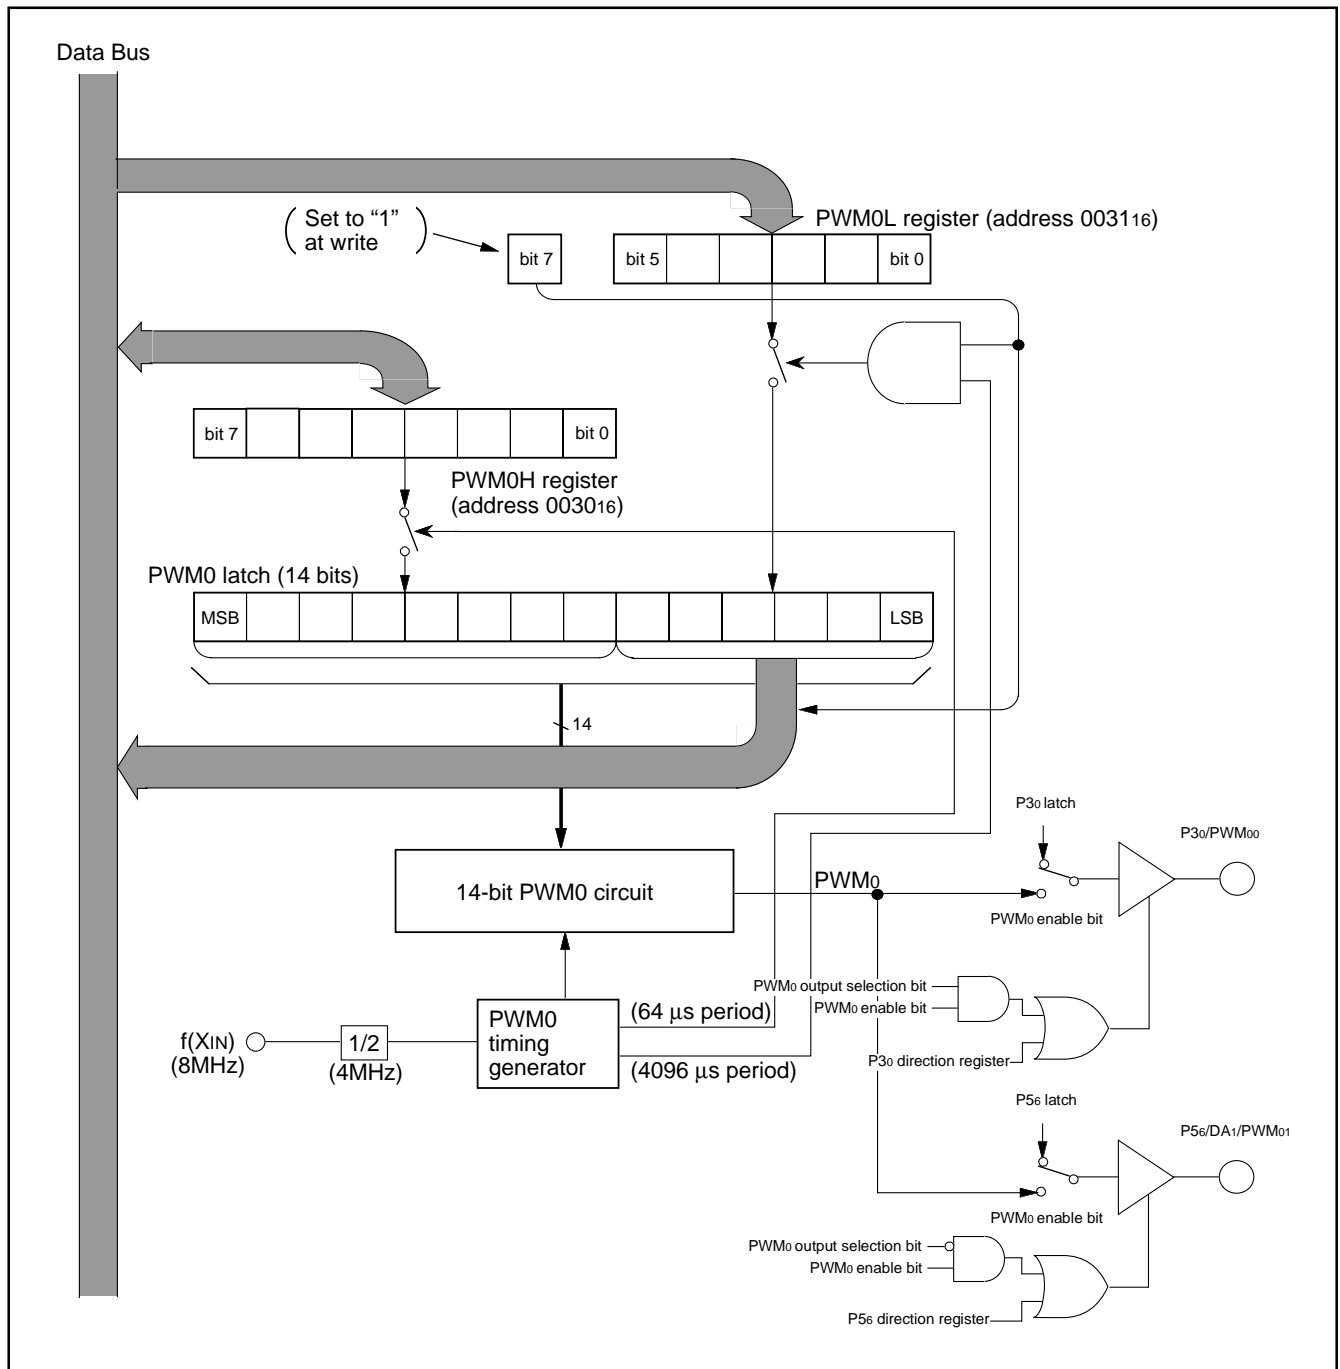 Data Bus
( Set to “1”
at write )
PWM0L register (address 003116)
bit 7
bit 5
bit 0
bit 7
bit 0
PWM0H register
(address 003016)
PWM0 latch (14 bits)
MSB
LSB
14
14-bit PWM0 circuit
PWM0
P30 latch
P30/PWM00
PWM0 enable bit
PWM0 output selection bit
PWM0 enable bit
P30 direction register
f(XIN)
(8MHz)
1/2
(4MHz)
PWM0
timing
generator
(64 μs period)
(4096 μs period)
P56 latch
P56/DA1/PWM01
PWM0 enable bit
PWM0 output selection bit
PWM0 enable bit
P56 direction register